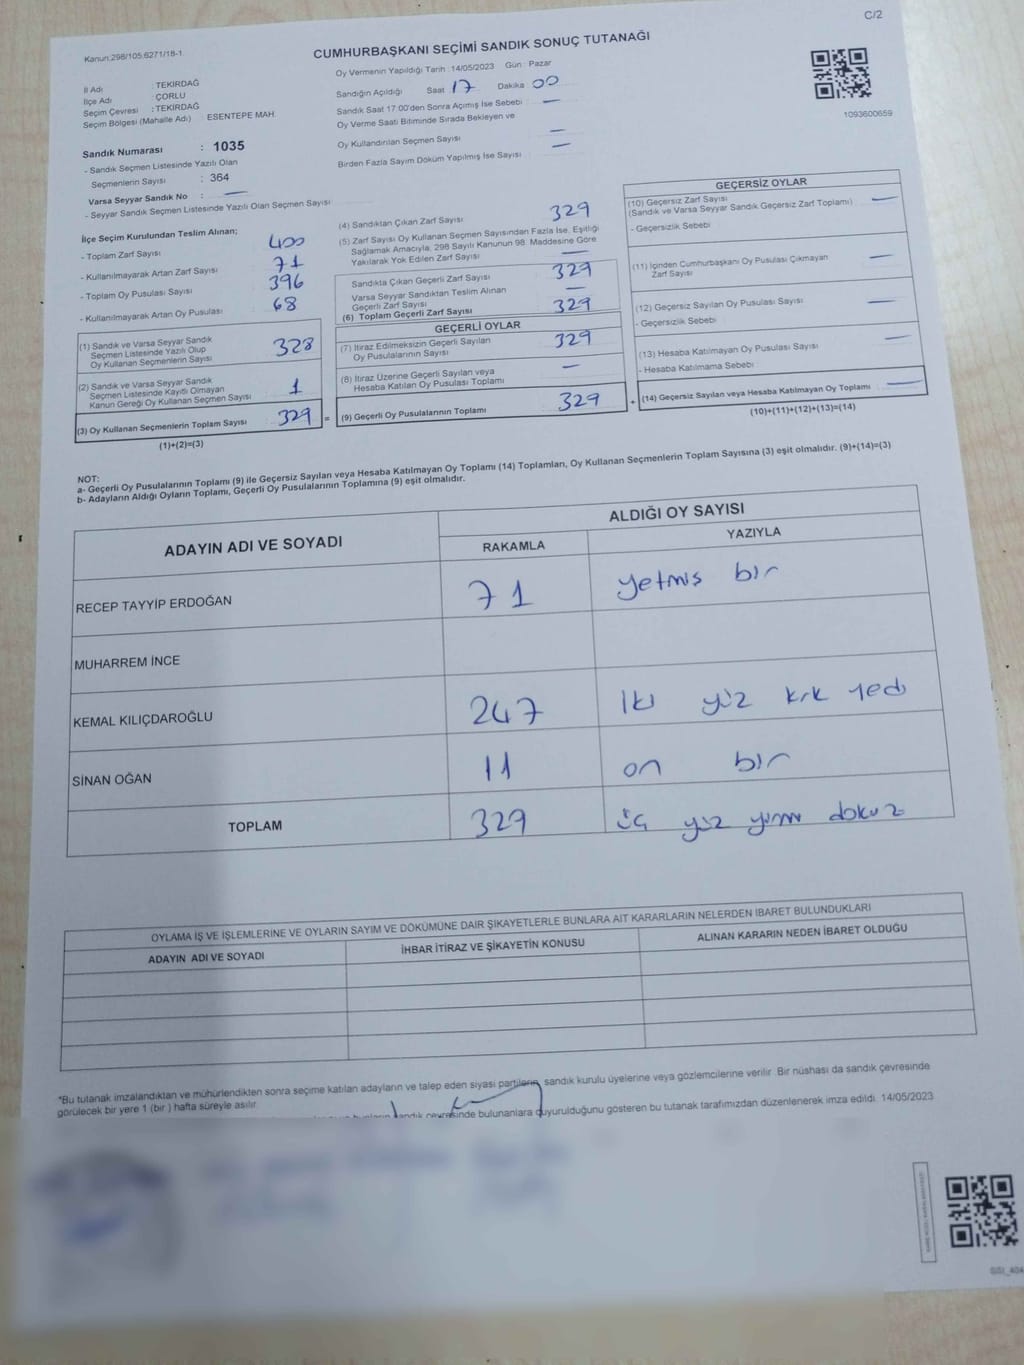 C/2
Kanun:298/105;6271/18-1
CUMHURBAŞKANI SEÇİMİ SANDIK SONUÇ TUTANAĞI
1093600659
İl Adı : TEKİRDAĞ
İlçe Adı : ÇORLU
Seçim Çevresi : TEKİRDAĞ
Seçim Bölgesi (Mahalle Adı) : ESENTEPE MAH.
Sandık Numarası : 1035
- Sandık Seçmen Listesinde Yazılı Olan
Seçmenlerin Sayısı : 364
Varsa Seyyar Sandık No : —
- Seyyar Sandık Seçmen Listesinde Yazılı Olan Seçmen Sayısı
Oy Vermenin Yapıldığı Tarih :14/05/2023 Gün : Pazar
Sandığın Açıldığı Saat 17 Dakika 00
Sandık Saat 17:00'den Sonra Açımış İse Sebebi —
Oy Verme Saati Bitiminde Sırada Bekleyen ve
Oy Kullandırılan Seçmen Sayısı —
Birden Fazla Sayım Döküm Yapılmış İse Sayısı —
İlçe Seçim Kurulundan Teslim Alınan;
- Toplam Zarf Sayısı 400
- Kullanılmayarak Artan Zarf Sayısı 71
- Toplam Oy Pusulası Sayısı 396
- Kullanılmayarak Artan Oy Pusulası 68
(1) Sandık ve Varsa Seyyar Sandık
Seçmen Listesinde Yazılı Olup
Oy Kullanan Seçmenlerin Sayısı 328
(2) Sandık ve Varsa Seyyar Sandık
Seçmen Listesinde Kayıtlı Olmayan
Kanun Gereği Oy Kullanan Seçmen Sayısı 1
(3) Oy Kullanan Seçmenlerin Toplam Sayısı 329 =
(1)+(2)=(3)
(4) Sandıktan Çıkan Zarf Sayısı 329
(5) Zarf Sayısı Oy Kullanan Seçmen Sayısından Fazla İse, Eşitliği
Sağlamak Amacıyla, 298 Sayılı Kanunun 98. Maddesine Göre
Yakılarak Yok Edilen Zarf Sayısı —
Sandıkta Çıkan Geçerli Zarf Sayısı 329
Varsa Seyyar Sandıktan Teslim Alınan
Geçerli Zarf Sayısı —
(6) Toplam Geçerli Zarf Sayısı 329
GEÇERLİ OYLAR
(7) İtiraz Edilmeksizin Geçerli Sayılan
Oy Pusulalarının Sayısı 329
(8) İtiraz Üzerine Geçerli Sayılan veya
Hesaba Katılan Oy Pusulası Toplamı —
(9) Geçerli Oy Pusulalarının Toplamı 329 +
GEÇERSİZ OYLAR
(10) Geçersiz Zarf Sayısı
(Sandık ve Varsa Seyyar Sandık Geçersiz Zarf Toplamı) —
- Geçersizlik Sebebi
(11) İçinden Cumhurbaşkanı Oy Pusulası Çıkmayan
Zarf Sayısı —
(12) Geçersiz Sayılan Oy Pusulası Sayısı —
- Geçersizlik Sebebi
(13) Hesaba Katılmayan Oy Pusulası Sayısı —
- Hesaba Katılmama Sebebi
(14) Geçersiz Sayılan veya Hesaba Katılmayan Oy Toplamı —
(10)+(11)+(12)+(13)=(14)
NOT:
a- Geçerli Oy Pusulalarının Toplamı (9) ile Geçersiz Sayılan veya Hesaba Katılmayan Oy Toplamı (14) Toplamları, Oy Kullanan Seçmenlerin Toplam Sayısına (3) eşit olmalıdır. (9)+(14)=(3)
b- Adayların Aldığı Oyların Toplamı, Geçerli Oy Pusulalarının Toplamına (9) eşit olmalıdır.
ADAYIN ADI VE SOYADI
ALDIĞI OY SAYISI
RAKAMLA YAZIYLA
RECEP TAYYİP ERDOĞAN 71 yetmiş bir
MUHARREM İNCE
KEMAL KILIÇDAROĞLU 247 İki yüz kırk yedi
SİNAN OĞAN 11 on bir
TOPLAM 329 üç yüz yirmi dokuz
OYLAMA İŞ VE İŞLEMLERİNE VE OYLARIN SAYIM VE DÖKÜMÜNE DAİR ŞİKAYETLERLE BUNLARA AİT KARARLARIN NELERDEN İBARET BULUNDUKLARI
ADAYIN ADI VE SOYADI İHBAR İTİRAZ VE ŞİKAYETİN KONUSU ALINAN KARARIN NEDEN İBARET OLDUĞU
*Bu tutanak imzalandıktan ve mühürlendikten sonra seçime katılan adayların ve talep eden siyasi partilerin, sandık kurulu üyelerine veya gözlemcilerine verilir. Bir nüshası da sandık çevresinde
görülecek bir yere 1 (bir ) hafta süreyle asılır.
sandık çevresinde bulunanlara duyurulduğunu gösteren bu tutanak tarafımızdan düzenlenerek imza edildi. 14/05/2023